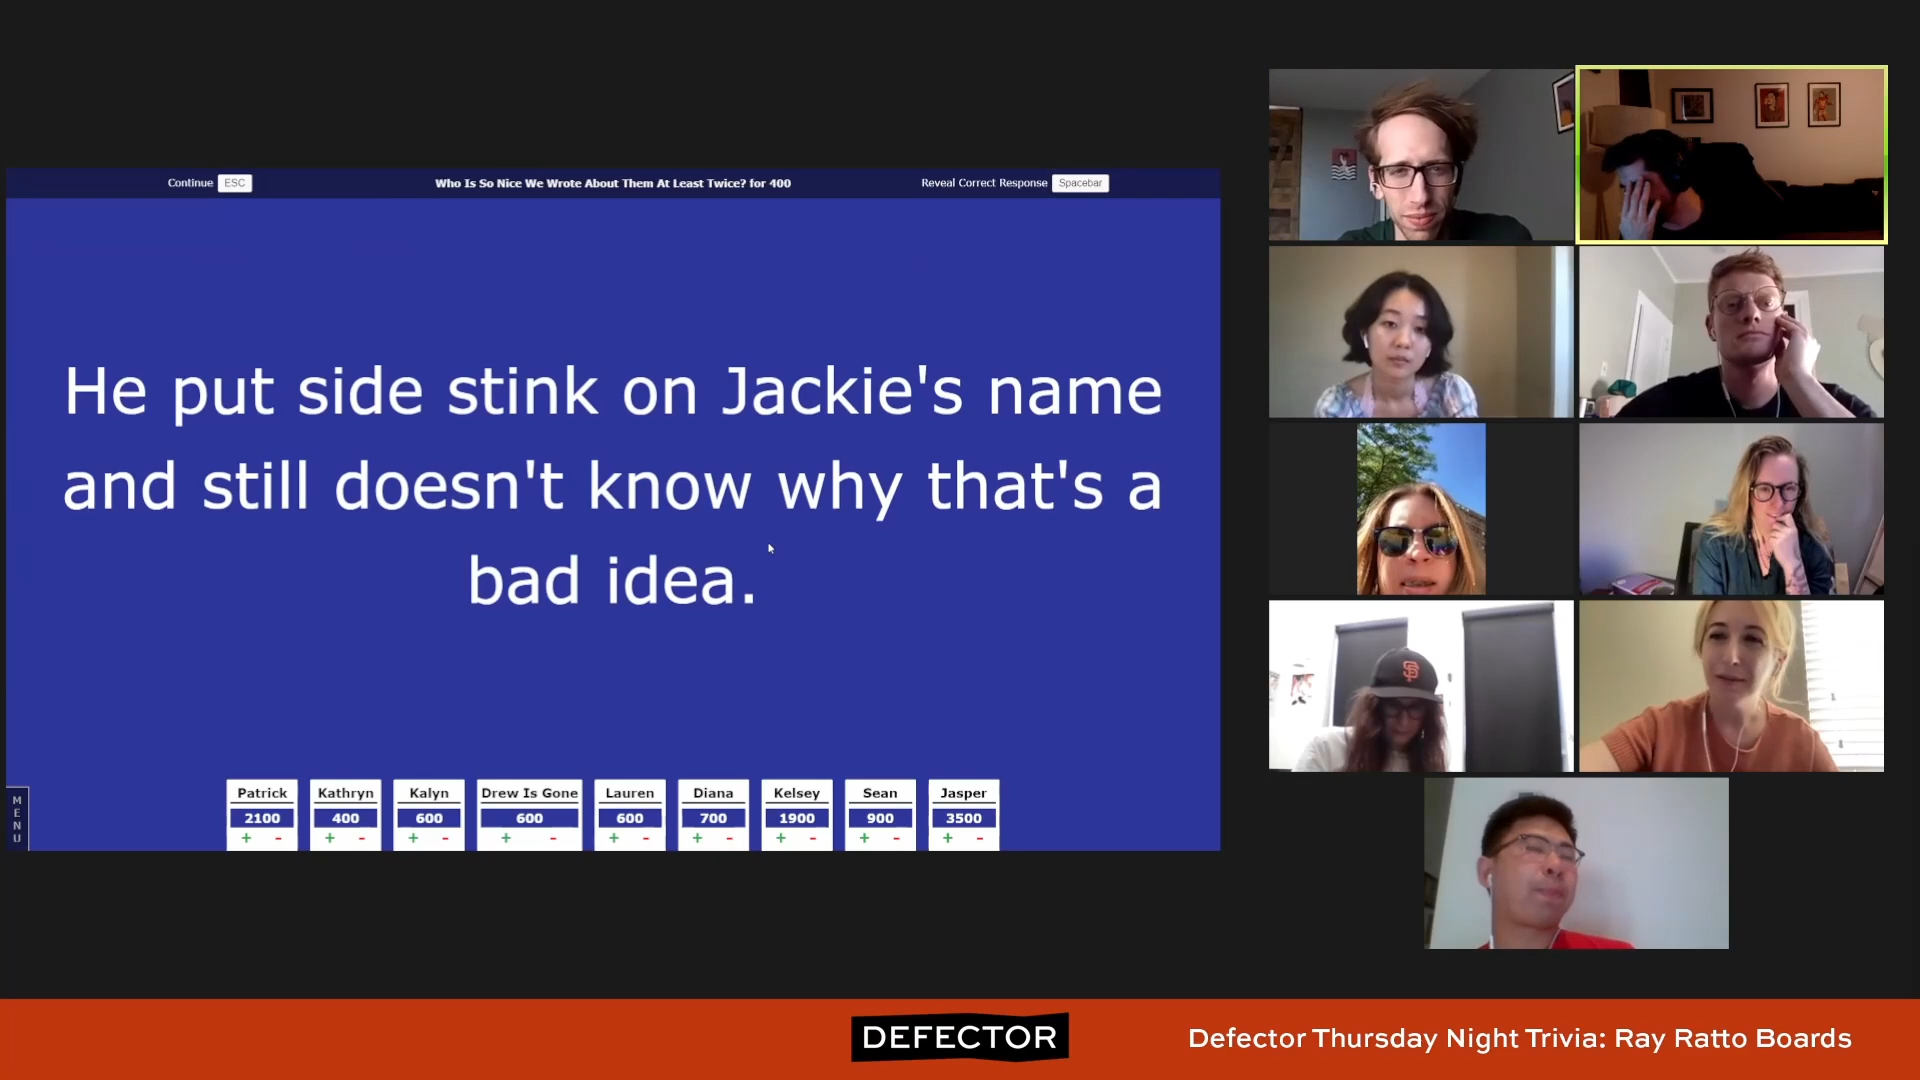 Continue ESC
Who Is So Nice We Wrote About Them At Least Twice? for 400
Reveal Correct Response Spacebar
He put side stink on Jackie's name
and still doesn't know why that's a
bad idea.
MENU
Patrick Kathryn Kalyn Drew Is Gone Lauren Diana Kelsey Sean Jasper
2100 400 600 600 600 700 1900 900 3500
+ - + - + - + - + - + - + - + - + -
SF
DEFECTOR
Defector Thursday Night Trivia: Ray Ratto Boards